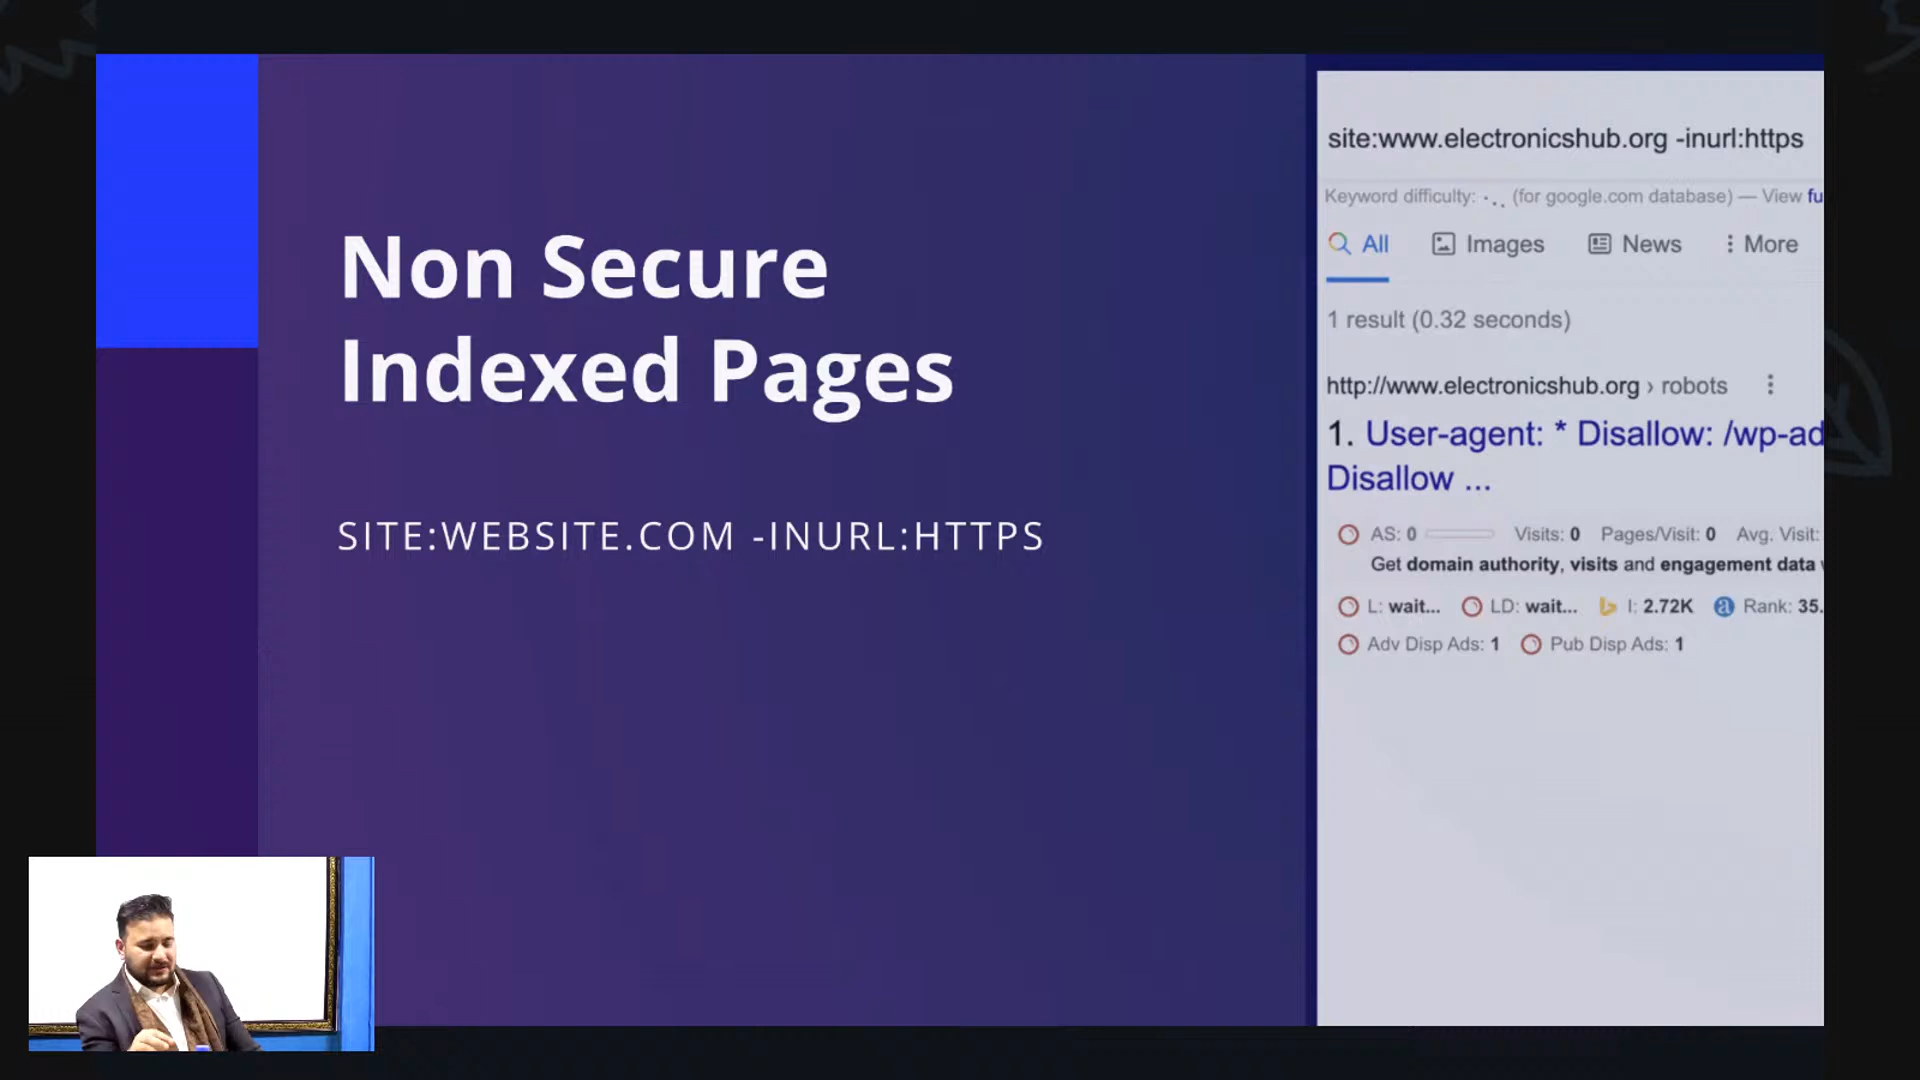 Non Secure
Indexed Pages
SITE:WEBSITE.COM -INURL:HTTPS
site:www.electronicshub.org -inurl:https
Keyword difficulty: (for google.com database) — View fu
All Images News More
1 result (0.32 seconds)
http://www.electronicshub.org › robots
1. User-agent: * Disallow: /wp-ad
Disallow ...
AS: 0 Visits: 0 Pages/Visit: 0 Avg. Visit:
Get domain authority, visits and engagement data
L: wait... LD: wait... I: 2.72K Rank: 35.
Adv Disp Ads: 1 Pub Disp Ads: 1